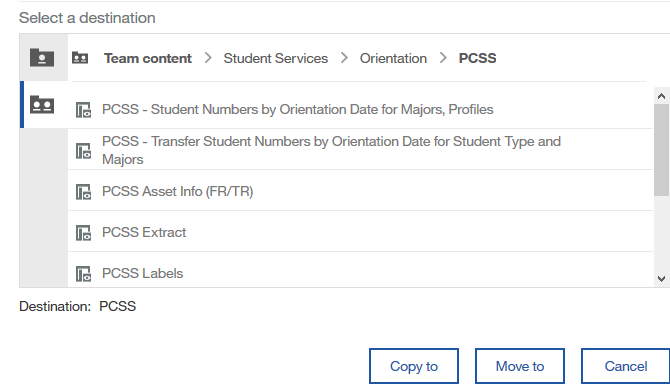 Select a destination
Team content > Student Services > Orientation > PCSS
PCSS - Student Numbers by Orientation Date for Majors, Profiles
PCSS - Transfer Student Numbers by Orientation Date for Student Type and
Majors
PCSS Asset Info (FR/TR)
PCSS Extract
PCSS Labels
Destination: PCSS
Copy to Move to Cancel